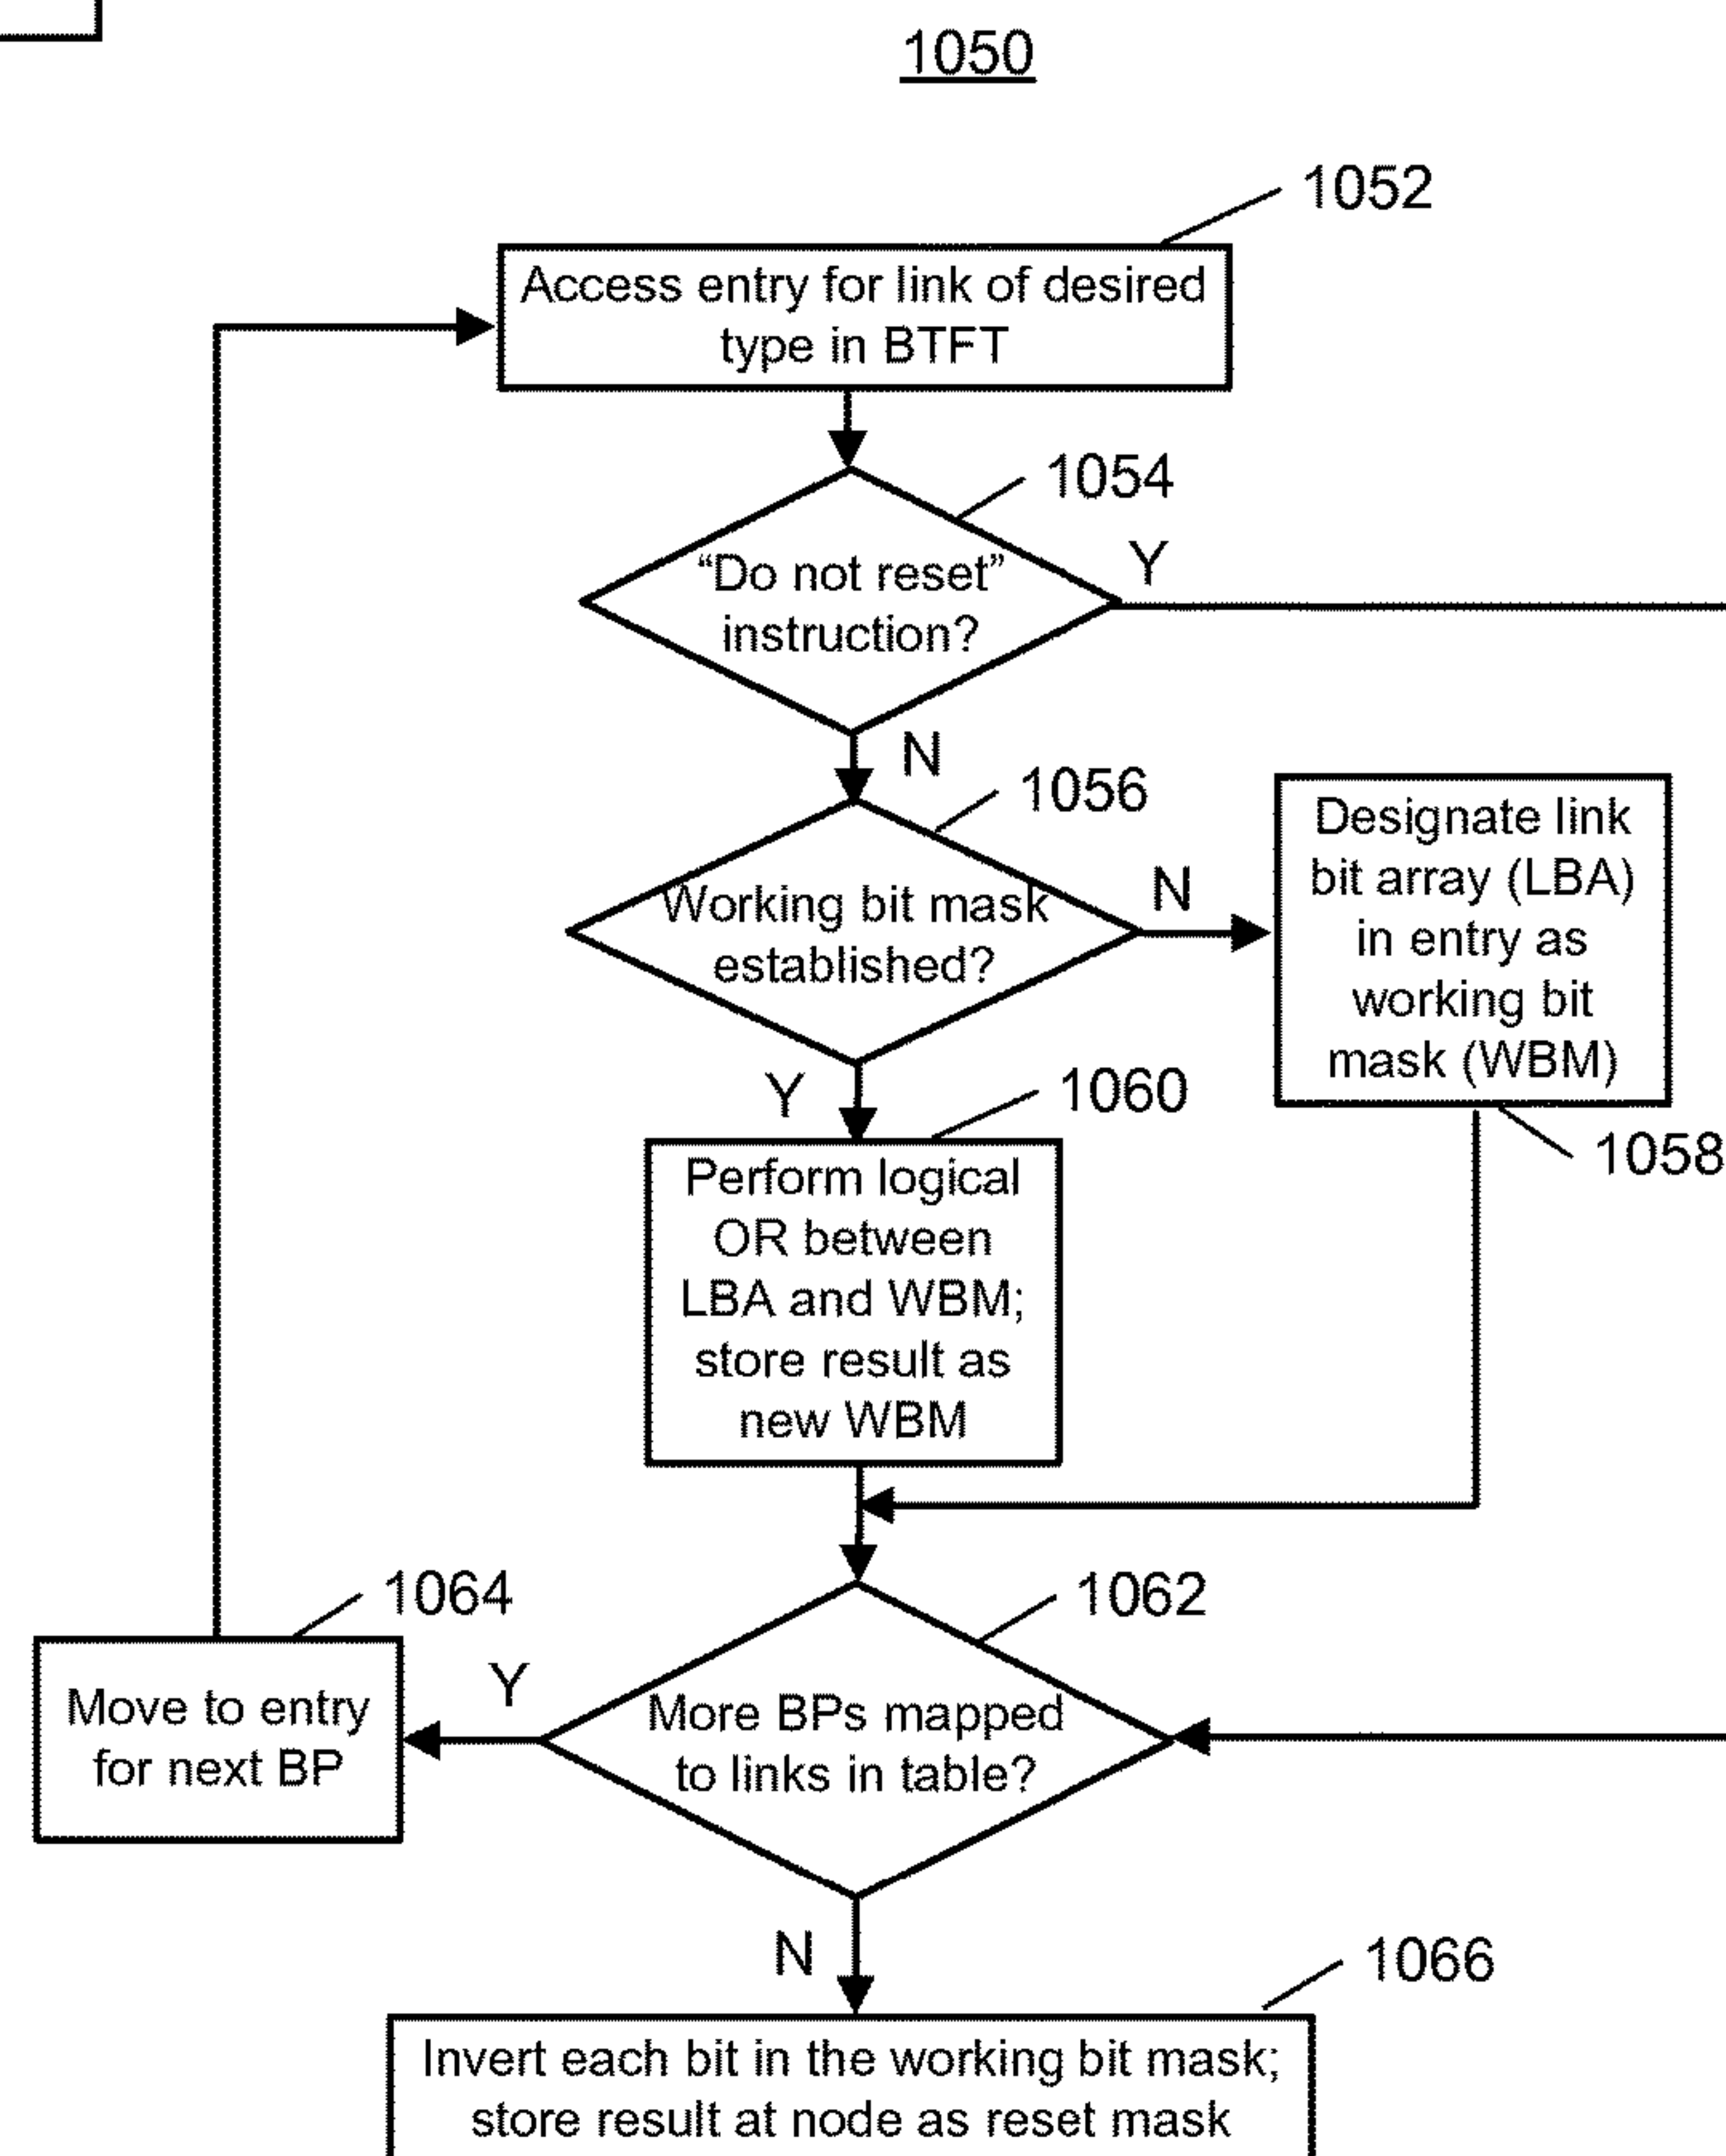 1050
1052
Access entry for link of desired
type in BTFT
1054
“Do not reset”
instruction?
Y
N
1056
Working bit mask
established?
N
Designate link
bit array (LBA)
in entry as
working bit
mask (WBM)
1058
Y
1060
Perform logical
OR between
LBA and WBM;
store result as
new WBM
1064
Move to entry
for next BP
Y
1062
More BPs mapped
to links in table?
N
1066
Invert each bit in the working bit mask;
store result at node as reset mask